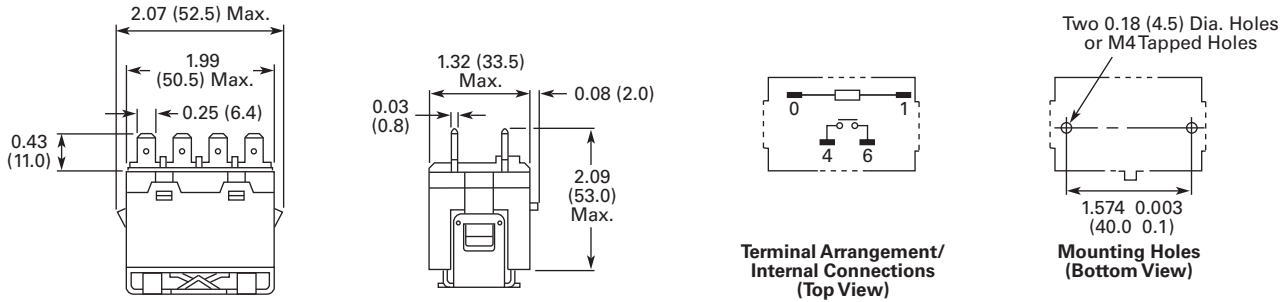 2.07 (52.5) Max.
1.99
(50.5) Max.
0.25 (6.4)
0.43
(11.0)
1.32 (33.5)
Max.
0.08 (2.0)
0.03
(0.8)
2.09
(53.0)
Max.
0
1
4
6
Terminal Arrangement/
Internal Connections
(Top View)
Two 0.18 (4.5) Dia. Holes
or M4 Tapped Holes
1.574 0.003
(40.0 0.1)
Mounting Holes
(Bottom View)